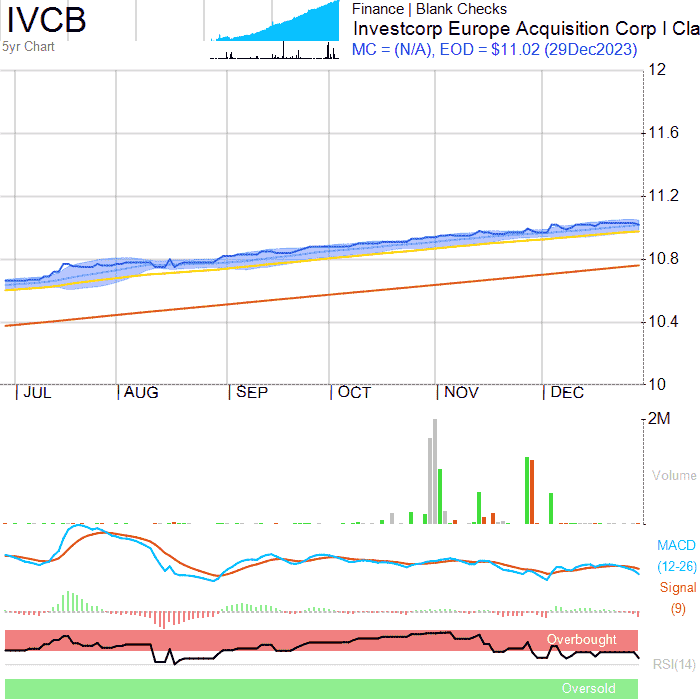 IVCB
5yr Chart
Finance | Blank Checks
Investcorp Europe Acquisition Corp I Cla
MC = (N/A), EOD = $11.02 (29Dec2023)
12
11.6
11.2
10.8
10.4
10
JUL AUG SEP OCT NOV DEC
2M
Volume
MACD
(12-26)
Signal
(9)
Overbought
RSI(14)
Oversold